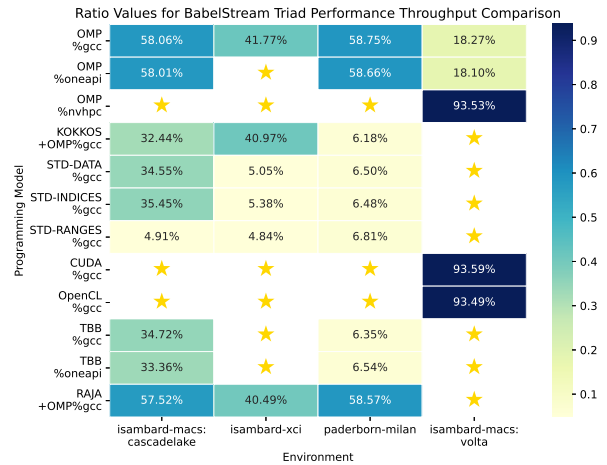 Ratio Values for BabelStream Triad Performance Throughput Comparison
Programming Model
OMP
%gcc
58.06% 41.77% 58.75% 18.27%
OMP
%oneapi
58.01% 58.66% 18.10%
OMP
%nvhpc
93.53%
KOKKOS
+OMP%gcc
32.44% 40.97% 6.18%
STD-DATA
%gcc
34.55% 5.05% 6.50%
STD-INDICES
%gcc
35.45% 5.38% 6.48%
STD-RANGES
%gcc
4.91% 4.84% 6.81%
CUDA
%gcc
93.59%
OpenCL
%gcc
93.49%
TBB
%gcc
34.72% 6.35%
TBB
%oneapi
33.36% 6.54%
RAJA
+OMP%gcc
57.52% 40.49% 58.57%
isambard-macs:
cascadelake
isambard-xci
paderborn-milan
isambard-macs:
volta
Environment
0.9
0.8
0.7
0.6
0.5
0.4
0.3
0.2
0.1